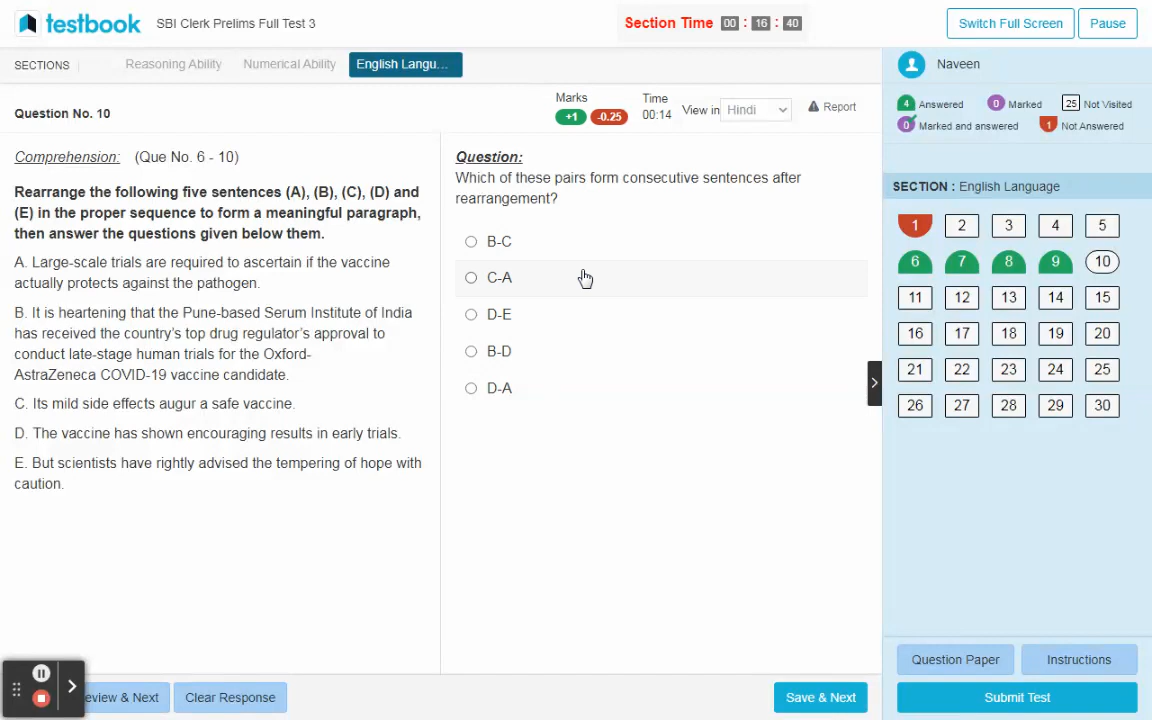 testbook
SBI Clerk Prelims Full Test 3
Section Time 00 : 16 : 40
Switch Full Screen
Pause
SECTIONS
Reasoning Ability
Numerical Ability
English Langu...
Naveen
Question No. 10
Marks
+1 -0.25
Time
00:14
View in Hindi
Report
4 Answered
0 Marked
25 Not Visited
0 Marked and answered
1 Not Answered
Comprehension: (Que No. 6 - 10)
Rearrange the following five sentences (A), (B), (C), (D) and
(E) in the proper sequence to form a meaningful paragraph,
then answer the questions given below them.
A. Large-scale trials are required to ascertain if the vaccine
actually protects against the pathogen.
B. It is heartening that the Pune-based Serum Institute of India
has received the country's top drug regulator's approval to
conduct late-stage human trials for the Oxford-
AstraZeneca COVID-19 vaccine candidate.
C. Its mild side effects augur a safe vaccine.
D. The vaccine has shown encouraging results in early trials.
E. But scientists have rightly advised the tempering of hope with
caution.
Question:
Which of these pairs form consecutive sentences after
rearrangement?
B-C
C-A
D-E
B-D
D-A
SECTION : English Language
1 2 3 4 5
6 7 8 9 10
11 12 13 14 15
16 17 18 19 20
21 22 23 24 25
26 27 28 29 30
eview & Next
Clear Response
Save & Next
Question Paper
Instructions
Submit Test